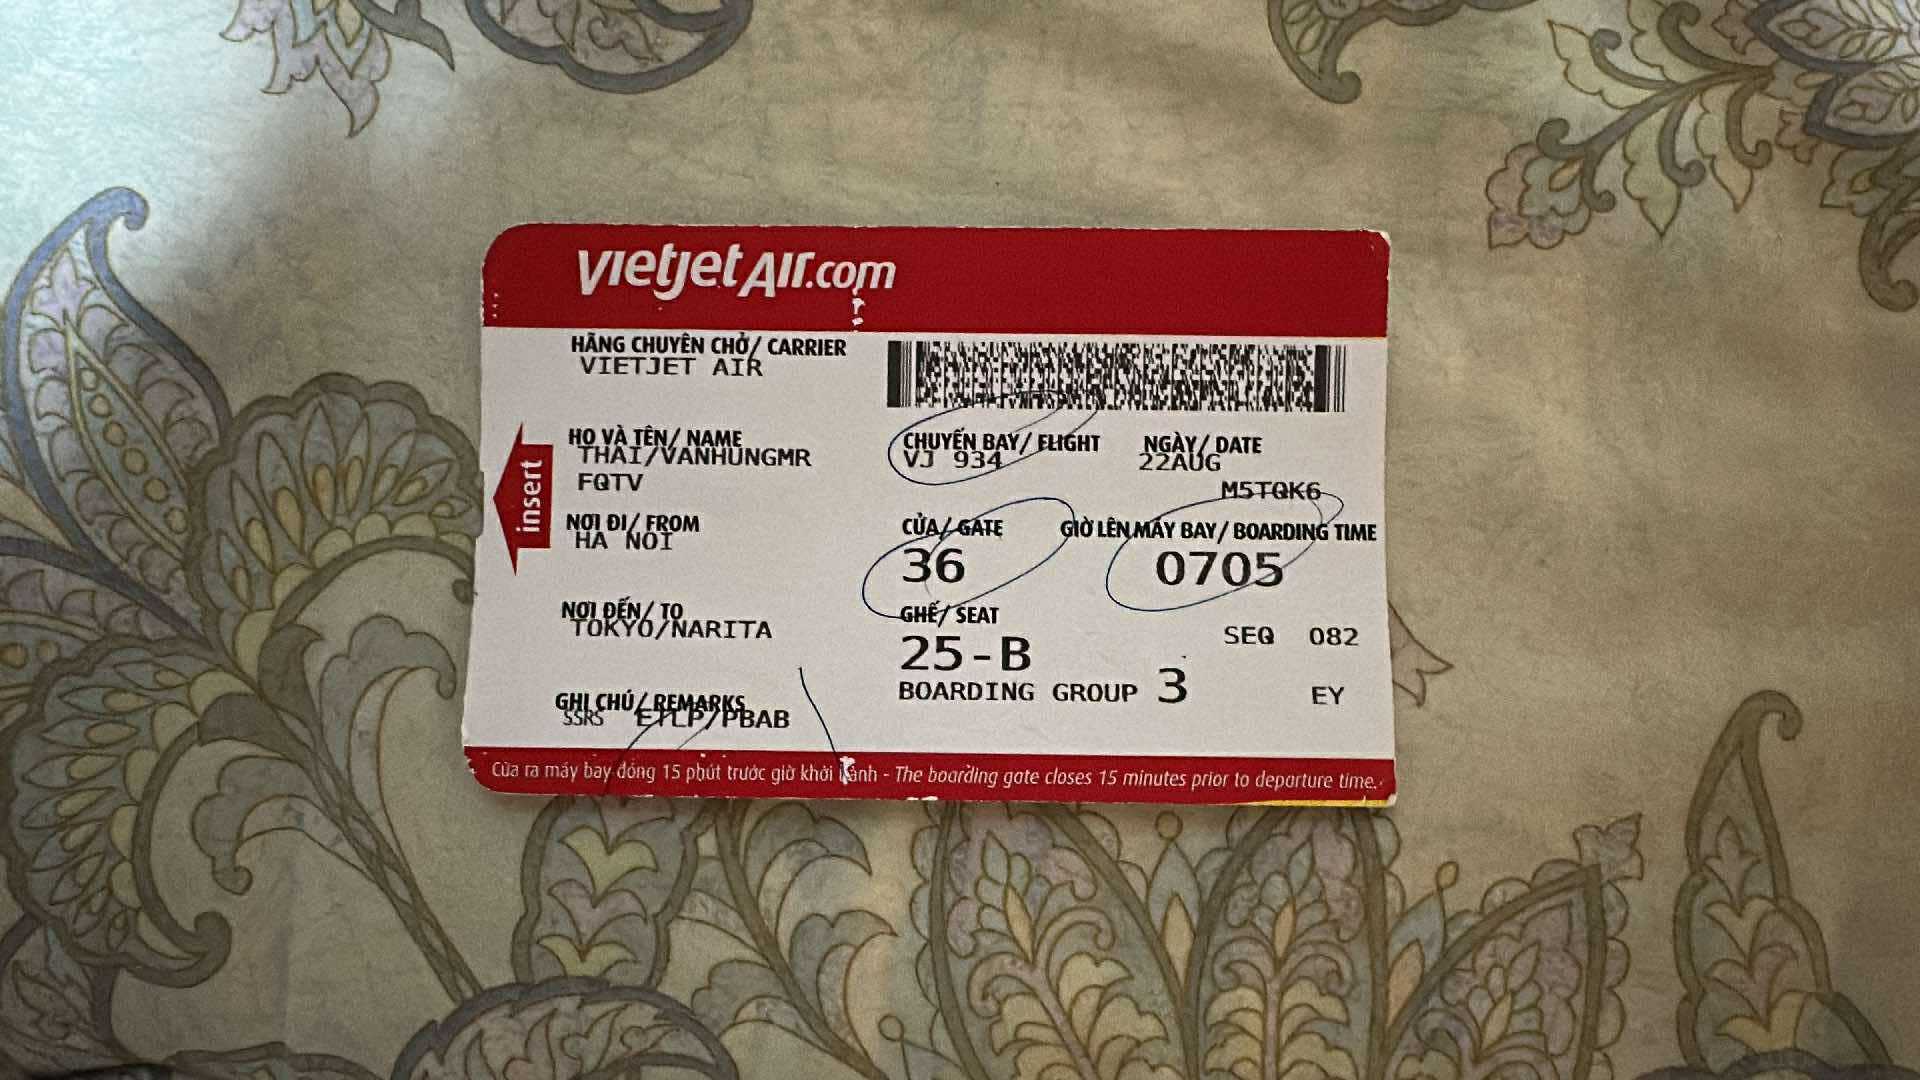 vietjetAir.com
HÃNG CHUYÊN CHỞ/ CARRIER
VIETJET AIR
HỌ VÀ TÊN/ NAME
THAI/VANHUNGMR
FQTV
CHUYẾN BAY/ FLIGHT
VJ 934
NGÀY/ DATE
22AUG
M5TQK6
insert
NƠI ĐI/ FROM
HA NOI
CỬA/ GATE
36
GIỜ LÊN MÁY BAY/ BOARDING TIME
0705
NƠI ĐẾN/ TO
TOKYO/NARITA
GHẾ/ SEAT
25-B
SEQ 082
BOARDING GROUP 3
EY
GHI CHÚ/ REMARKS
SSRS ETLP/PBAB
Cửa ra máy bay đóng 15 phút trước giờ khởi hành - The boarding gate closes 15 minutes prior to departure time.